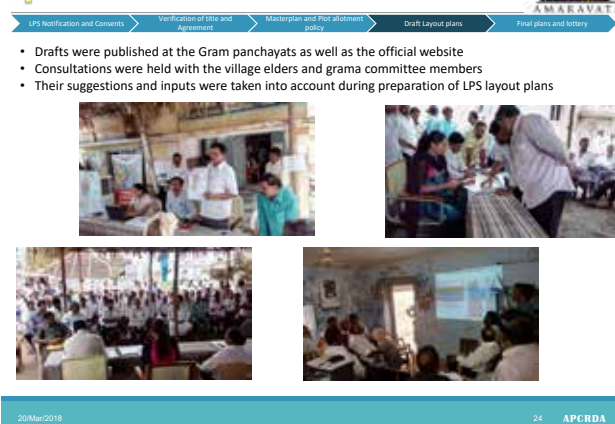 AMARAVATI
LPS Notification and Consents
Verification of title and
Agreement
Masterplan and Plot allotment
policy
Draft Layout plans
Final plans and lottery
• Drafts were published at the Gram panchayats as well as the official website
• Consultations were held with the village elders and grama committee members
• Their suggestions and inputs were taken into account during preparation of LPS layout plans
20/Mar/2018
24 APCRDA